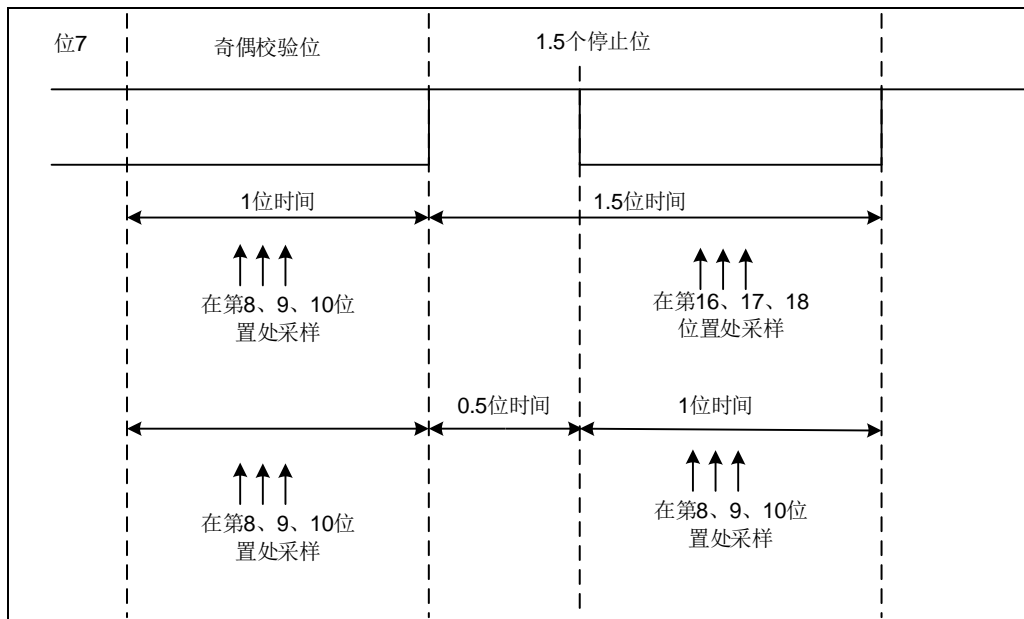 位7
奇偶校验位
1.5个停止位
1位时间
1.5位时间
在第8、9、10位
置处采样
在第16、17、18
位置处采样
0.5位时间
1位时间
在第8、9、10位
置处采样
在第8、9、10位
置处采样